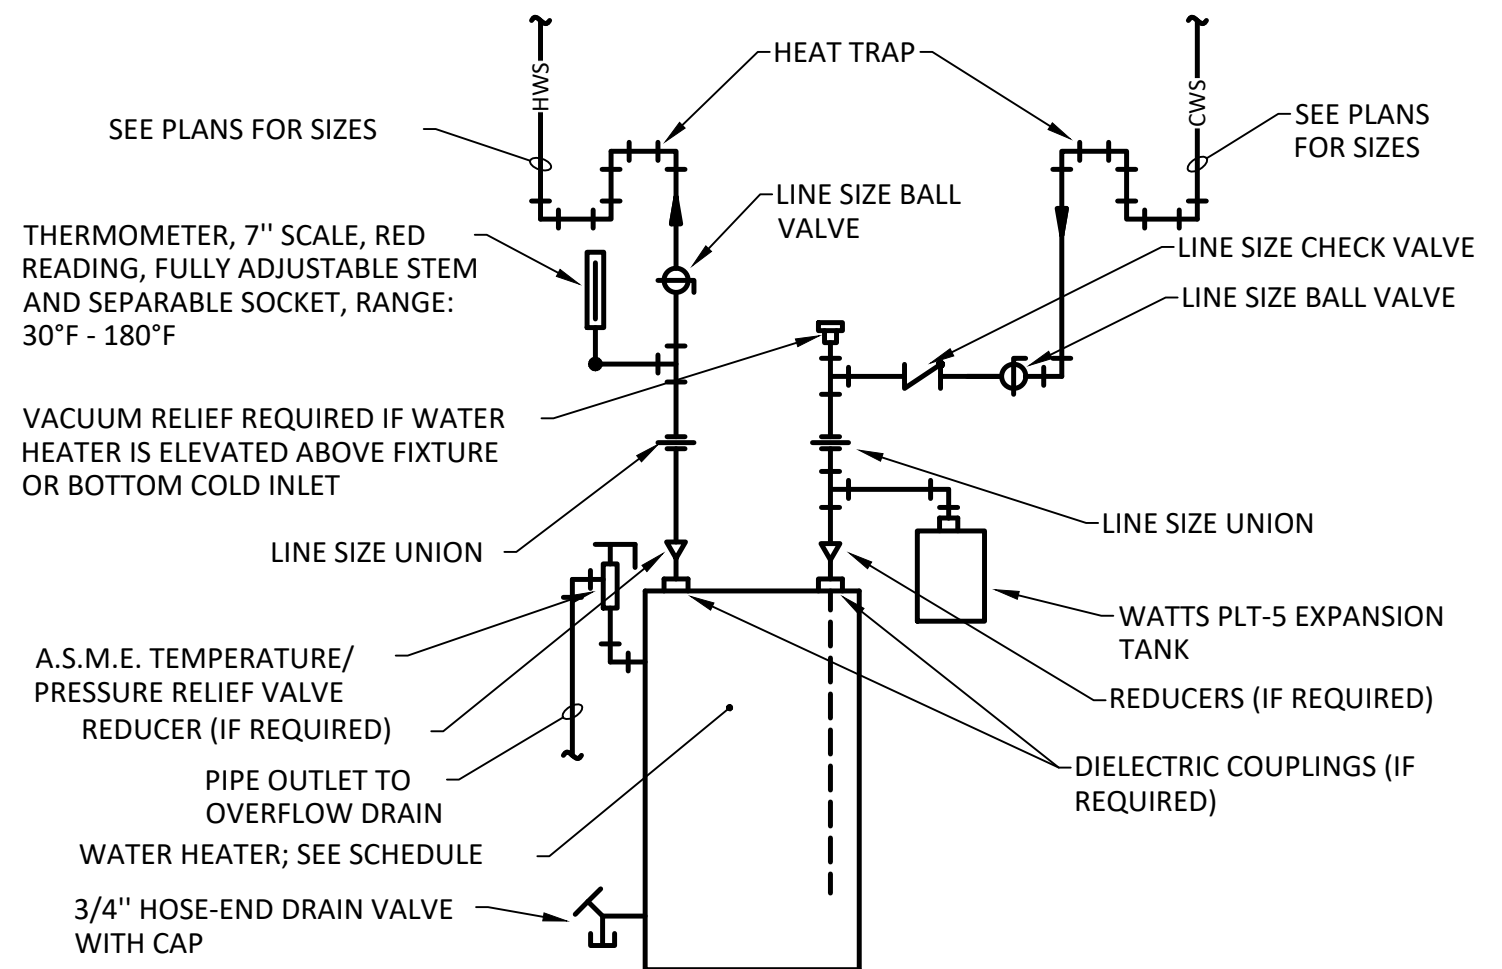 HEAT TRAP
HWS
CWS
SEE PLANS FOR SIZES
SEE PLANS
FOR SIZES
LINE SIZE BALL
VALVE
THERMOMETER, 7'' SCALE, RED
READING, FULLY ADJUSTABLE STEM
AND SEPARABLE SOCKET, RANGE:
30°F - 180°F
LINE SIZE CHECK VALVE
LINE SIZE BALL VALVE
VACUUM RELIEF REQUIRED IF WATER
HEATER IS ELEVATED ABOVE FIXTURE
OR BOTTOM COLD INLET
LINE SIZE UNION
LINE SIZE UNION
WATTS PLT-5 EXPANSION
TANK
A.S.M.E. TEMPERATURE/
PRESSURE RELIEF VALVE
REDUCERS (IF REQUIRED)
REDUCER (IF REQUIRED)
DIELECTRIC COUPLINGS (IF
REQUIRED)
PIPE OUTLET TO
OVERFLOW DRAIN
WATER HEATER; SEE SCHEDULE
3/4'' HOSE-END DRAIN VALVE
WITH CAP